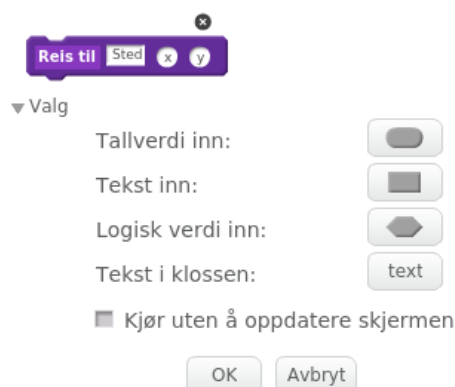 Reis til Sted x y
Valg
Tallverdi inn:
Tekst inn:
Logisk verdi inn:
Tekst i klossen: text
Kjør uten å oppdatere skjermen
OK Avbryt